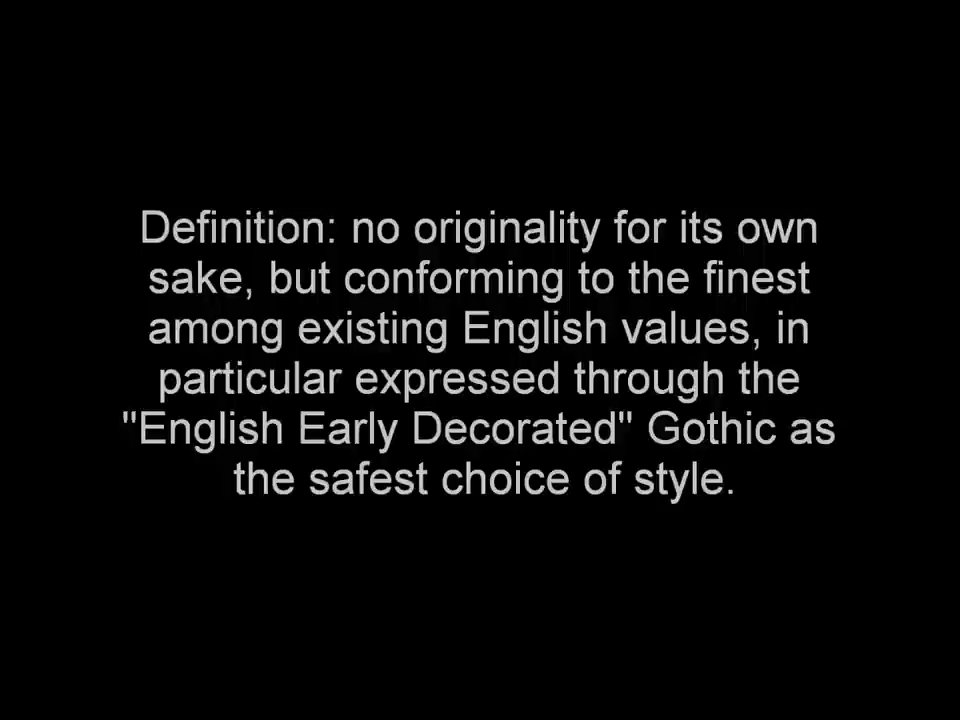 Definition: no originality for its own
sake, but conforming to the finest
among existing English values, in
particular expressed through the
"English Early Decorated" Gothic as
the safest choice of style.